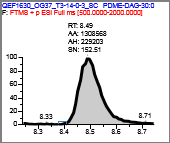 QEF1630_OG37_T3-14-0-3_SC PDME-DAG-30:0
F: FTMS + p ESI Full ms [500.0000-2000.0000]
RT: 8.49
AA: 1308568
AH: 229203
SN: 152.51
100
80
60
40
20
0
8.33
8.71
8.3 8.4 8.5 8.6 8.7